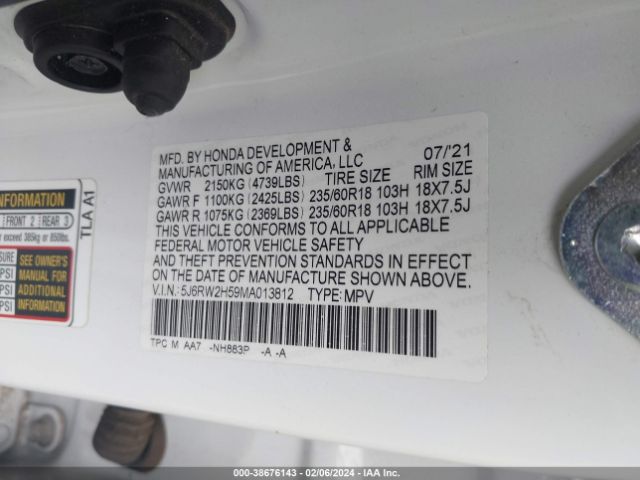 MFD. BY HONDA DEVELOPMENT & 07/21
MANUFACTURING OF AMERICA, LLC
GVWR 2150KG (4739LBS) TIRE SIZE RIM SIZE
GAWR F 1100KG (2425LBS) 235/60R18 103H 18X7.5J
GAWR R 1075KG (2369LBS) 235/60R18 103H 18X7.5J
THIS VEHICLE CONFORMS TO ALL APPLICABLE
FEDERAL MOTOR VEHICLE SAFETY
AND THEFT PREVENTION STANDARDS IN EFFECT
ON THE DATE OF MANUFACTURE SHOWN ABOVE.
V.I.N.: 5J6RW2H59MA013812 TYPE: MPV
TPC M AA7 -NH883P -A -A
INFORMATION
FRONT 2 REAR 3
exceed 385kg or 850lbs.
SEE OWNER'S
MANUAL FOR
ADDITIONAL
INFORMATION
PSI
PSI
PSI
TLA A1
000-38676143 - 02/06/2024 - IAA Inc.